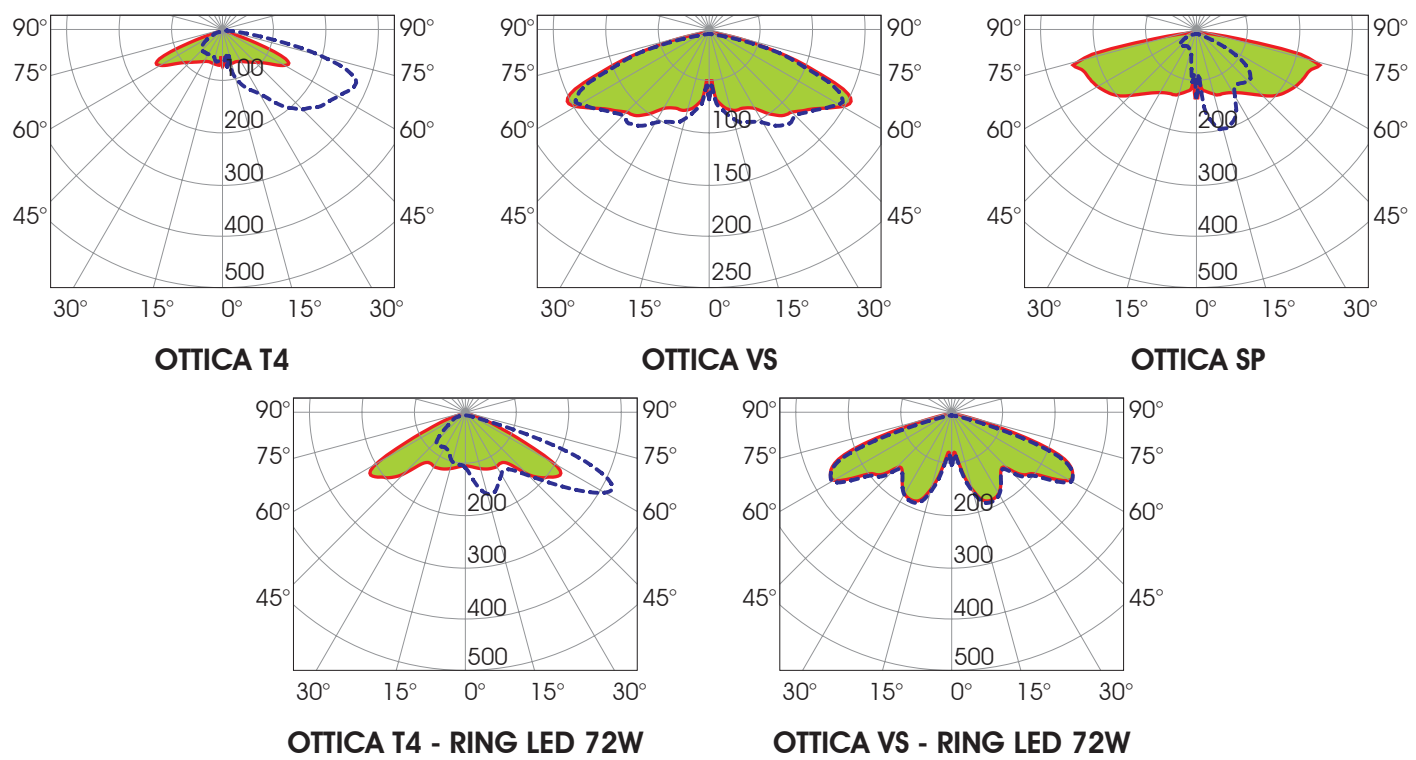 90° 90° 90° 90° 90° 90°
75° 100 75° 75° 75° 75° 75°
60° 200 60° 60° 100 60° 60° 200 60°
300 150 300
45° 400 45° 45° 200 45° 45° 400 45°
500 250 500
30° 15° 0° 15° 30° 30° 15° 0° 15° 30° 30° 15° 0° 15° 30°
OTTICA T4 OTTICA VS OTTICA SP
90° 90° 90° 90°
75° 75° 75° 75°
60° 200 60° 60° 200 60°
300 300
45° 400 45° 45° 400 45°
500 500
30° 15° 0° 15° 30° 30° 15° 0° 15° 30°
OTTICA T4 - RING LED 72W OTTICA VS - RING LED 72W